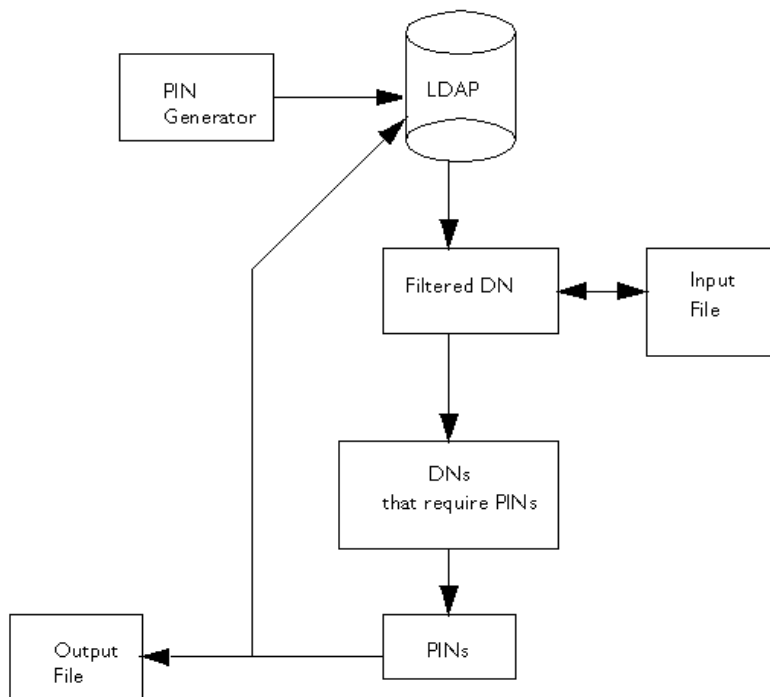 PIN
Generator
LDAP
Filtered DN
Input
File
DNs
that require PINs
PINs
Output
File